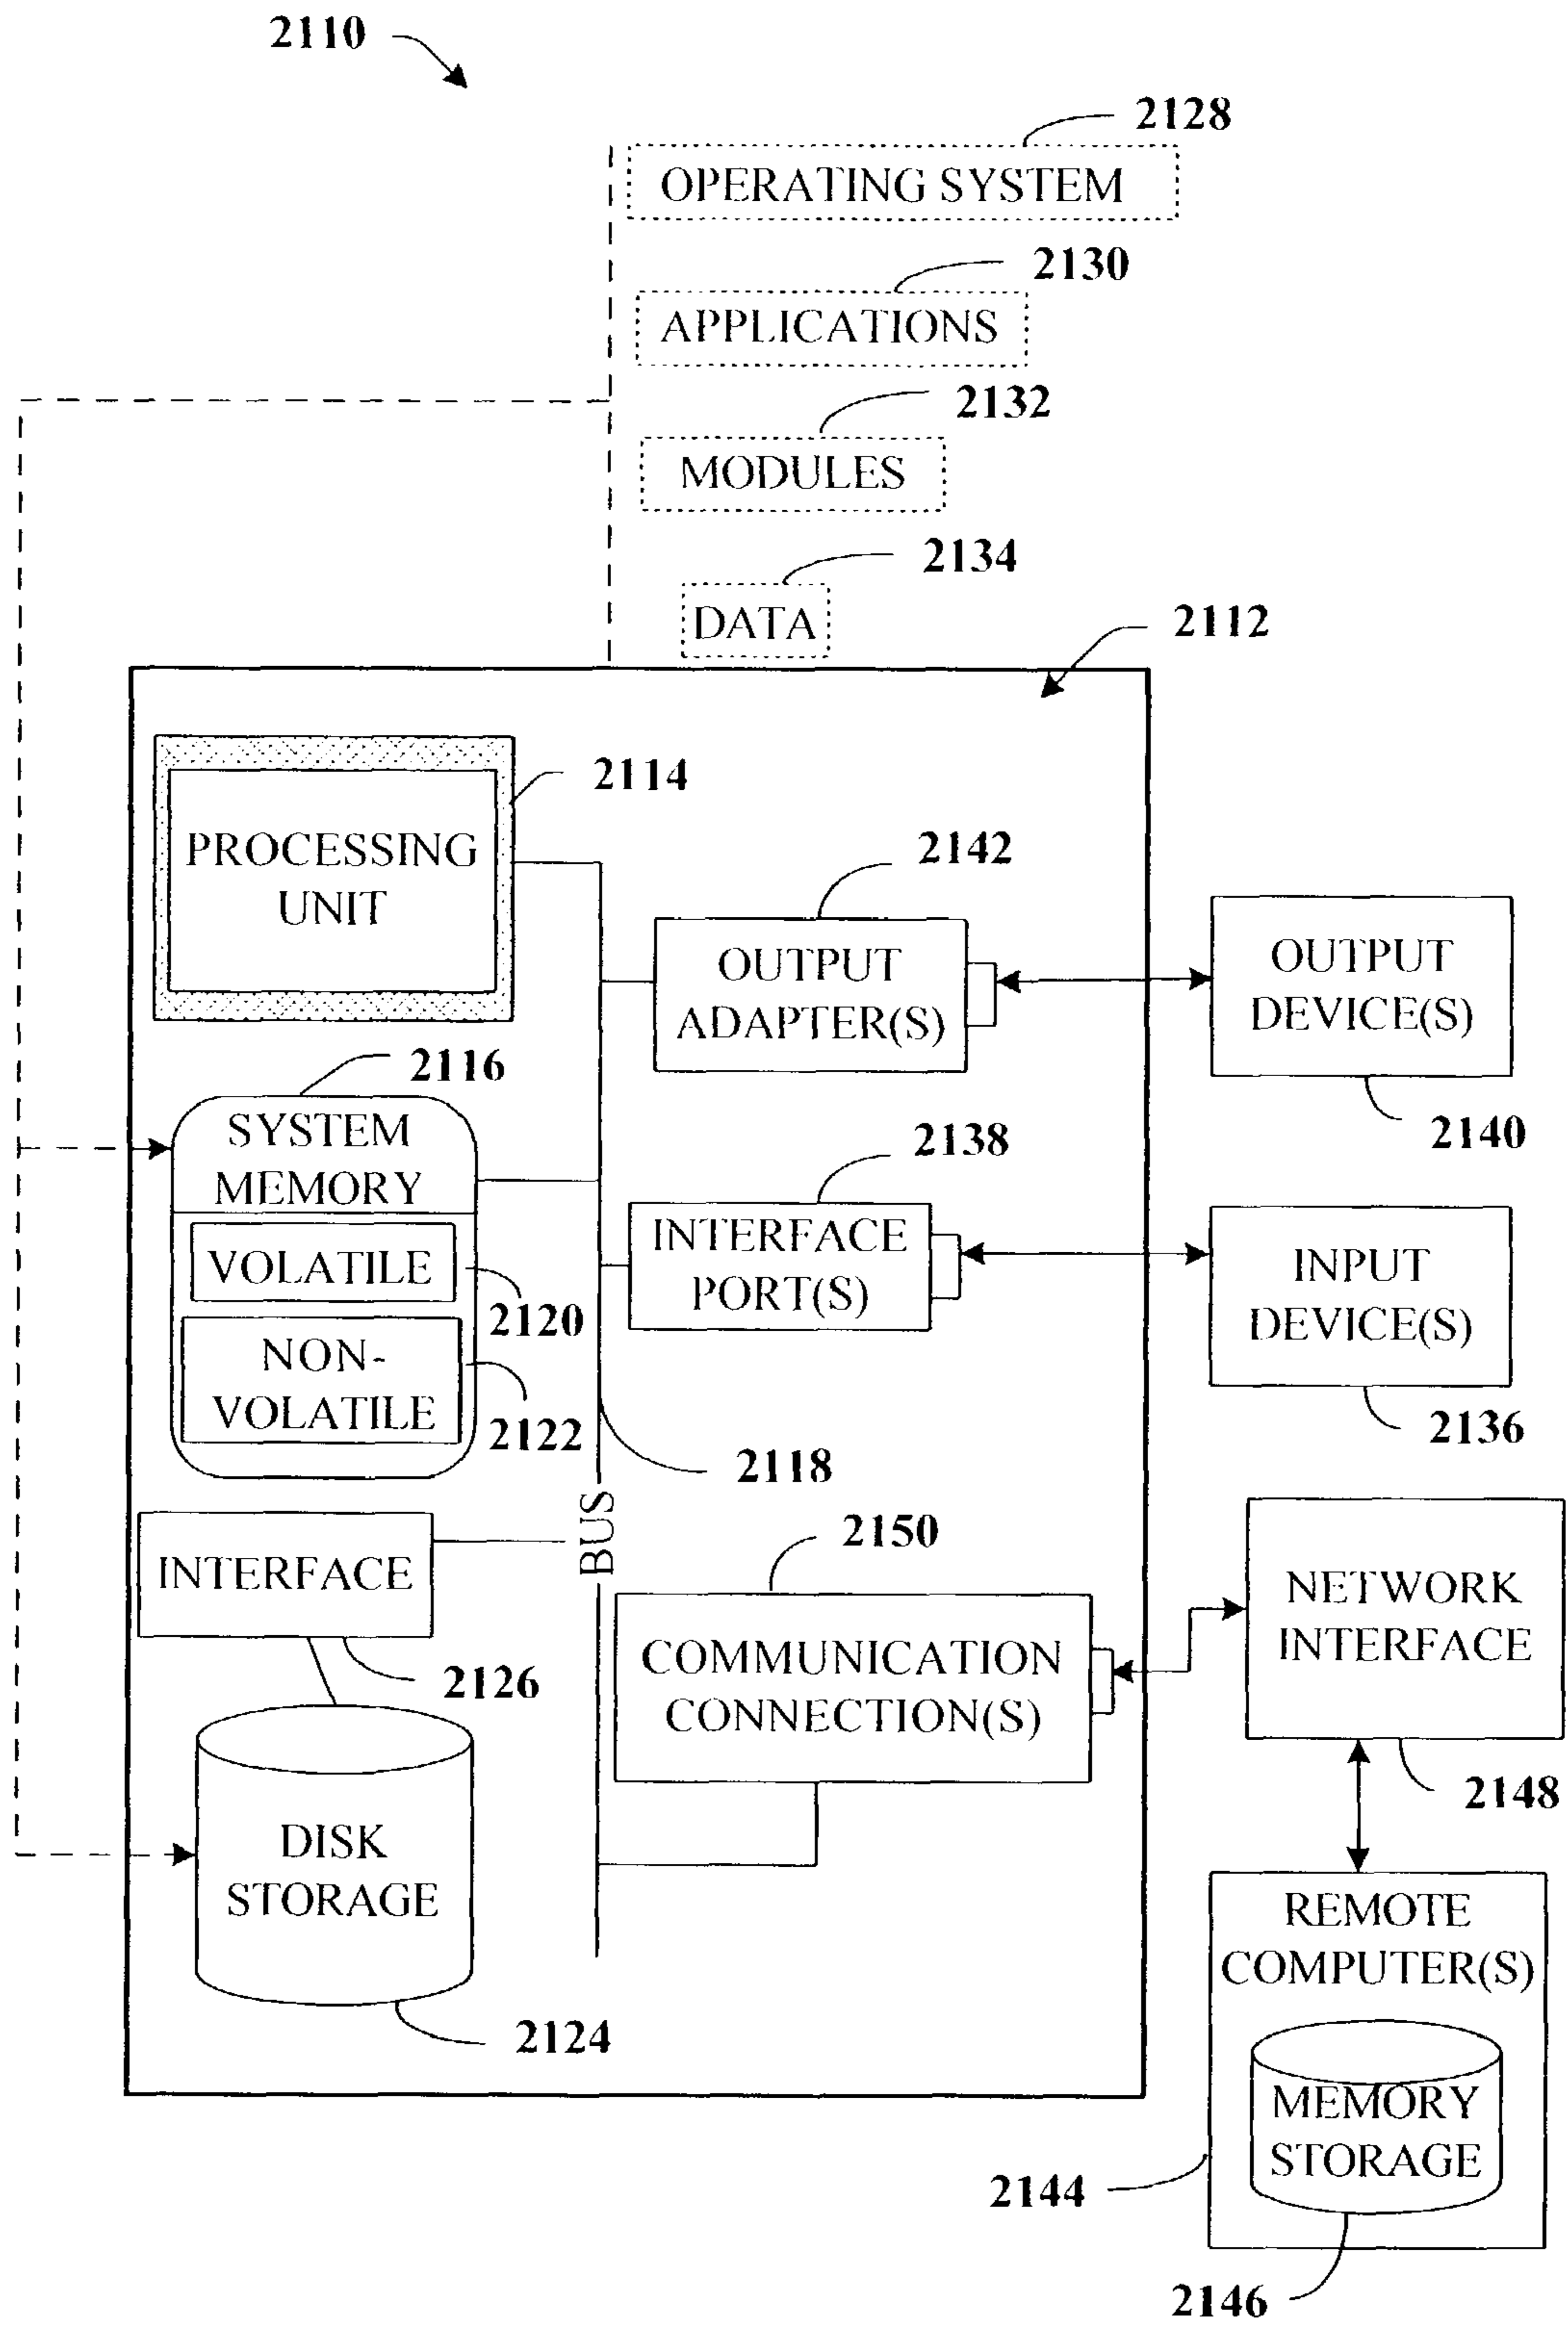 2110
2128
OPERATING SYSTEM
2130
APPLICATIONS
2132
MODULES
2134
DATA
2112
PROCESSING
UNIT
2114
2142
OUTPUT
ADAPTER(S)
OUTPUT
DEVICE(S)
2140
2116
SYSTEM
MEMORY
VOLATILE
2120
NON-
VOLATILE
2122
2138
INTERFACE
PORT(S)
INPUT
DEVICE(S)
2136
2118
BUS
INTERFACE
2126
2150
COMMUNICATION
CONNECTION(S)
NETWORK
INTERFACE
2148
DISK
STORAGE
2124
REMOTE
COMPUTER(S)
MEMORY
STORAGE
2144
2146